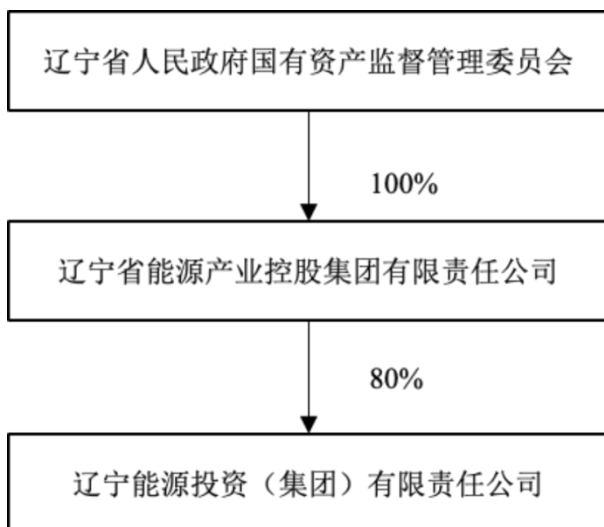 辽宁省人民政府国有资产监督管理委员会
100%
辽宁省能源产业控股集团有限责任公司
80%
辽宁能源投资（集团）有限责任公司